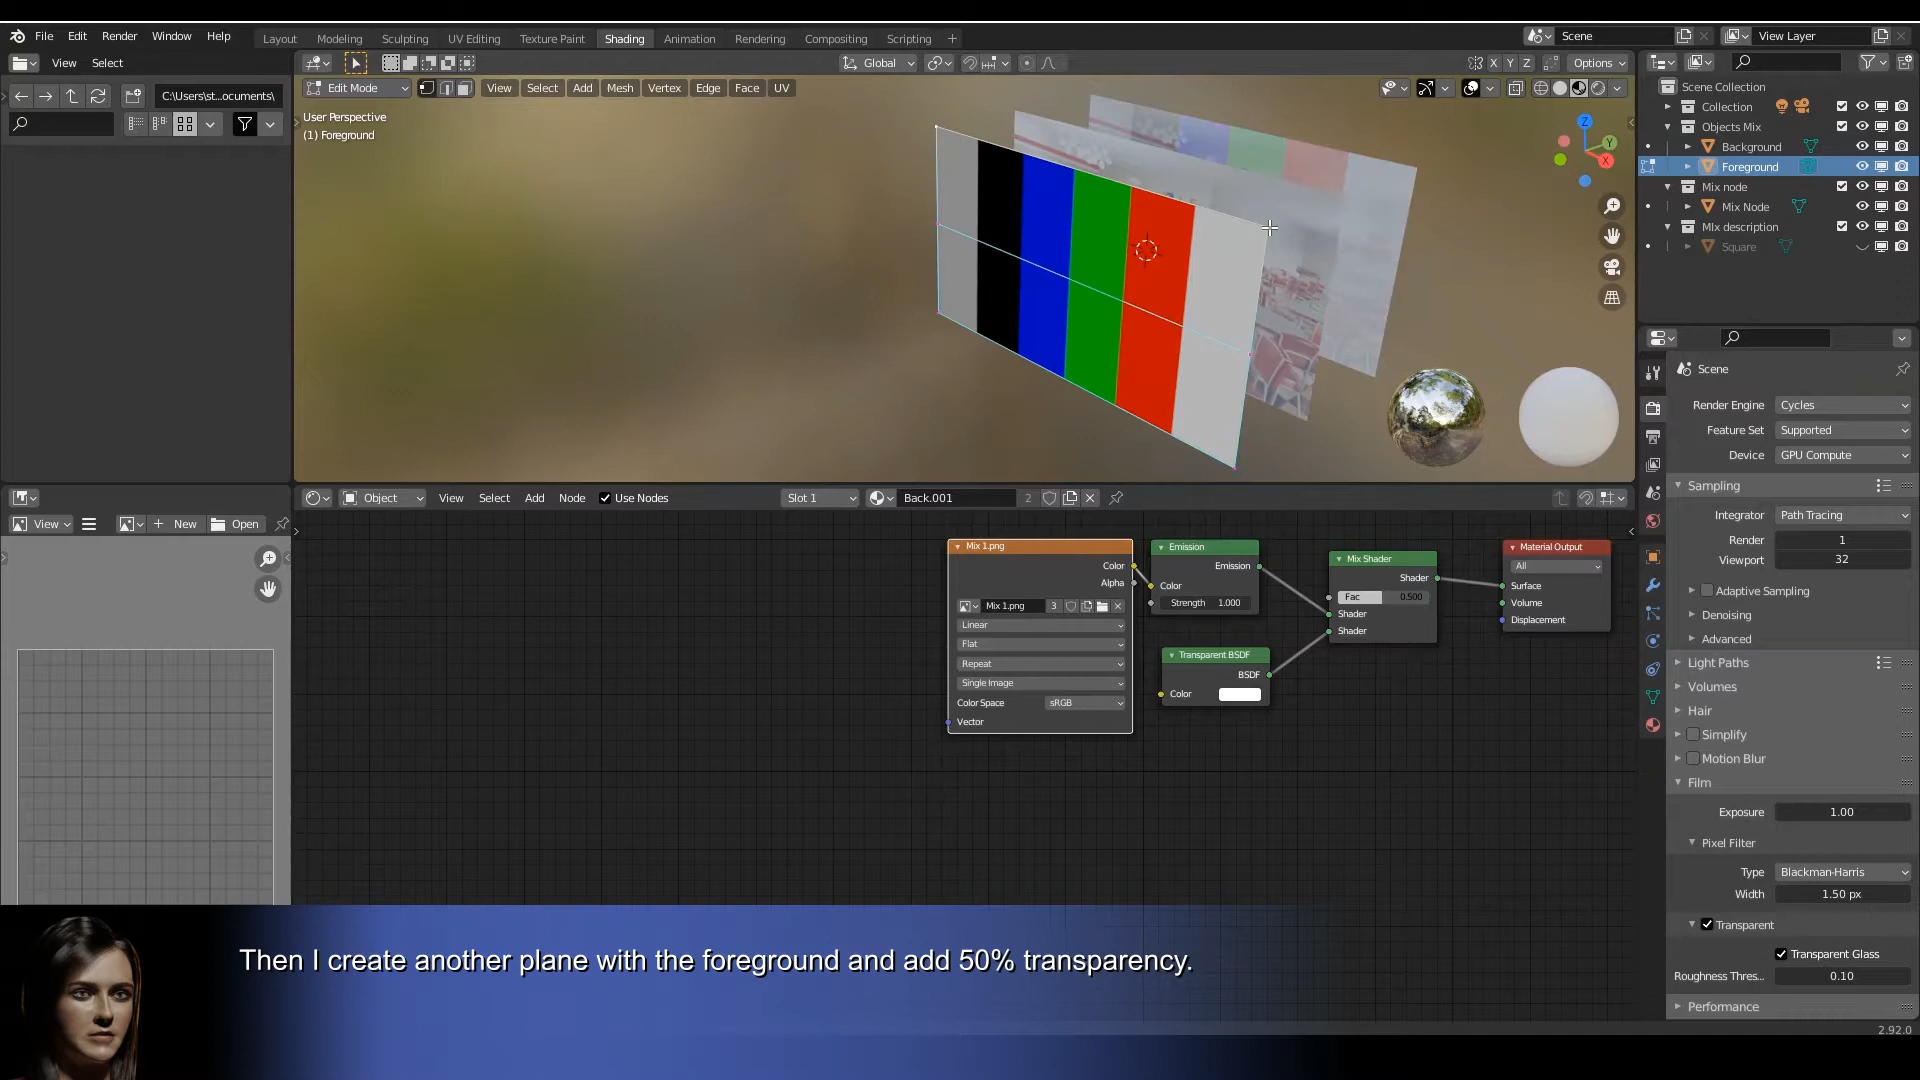 File Edit Render Window Help
Layout Modeling Sculpting UV Editing Texture Paint Shading Animation Rendering Compositing Scripting +
Scene View Layer
View Select
Global X Y Z Options
C:\Users\st...ocuments\
Edit Mode View Select Add Mesh Vertex Edge Face UV
User Perspective
(1) Foreground
Z
Y
X
Scene Collection
Collection
Objects Mix
Background
Foreground
Mix node
Mix Node
MIx description
Square
Scene
Render Engine Cycles
Feature Set Supported
Device GPU Compute
Sampling
Integrator Path Tracing
Render 1
Viewport 32
Adaptive Sampling
Denoising
Advanced
Light Paths
Volumes
Hair
Simplify
Motion Blur
Film
Exposure 1.00
Pixel Filter
Type Blackman-Harris
Width 1.50 px
Transparent
Transparent Glass
Roughness Thres... 0.10
Performance
2.92.0
View + New Open
Object View Select Add Node Use Nodes Slot 1 Back.001 2
Mix 1.png
Color
Alpha
Mix 1.png 3
Linear
Flat
Repeat
Single Image
Color Space sRGB
Vector
Emission
Emission
Color
Strength 1.000
Transparent BSDF
BSDF
Color
Mix Shader
Shader
Fac 0.500
Shader
Shader
Material Output
All
Surface
Volume
Displacement
Then I create another plane with the foreground and add 50% transparency.